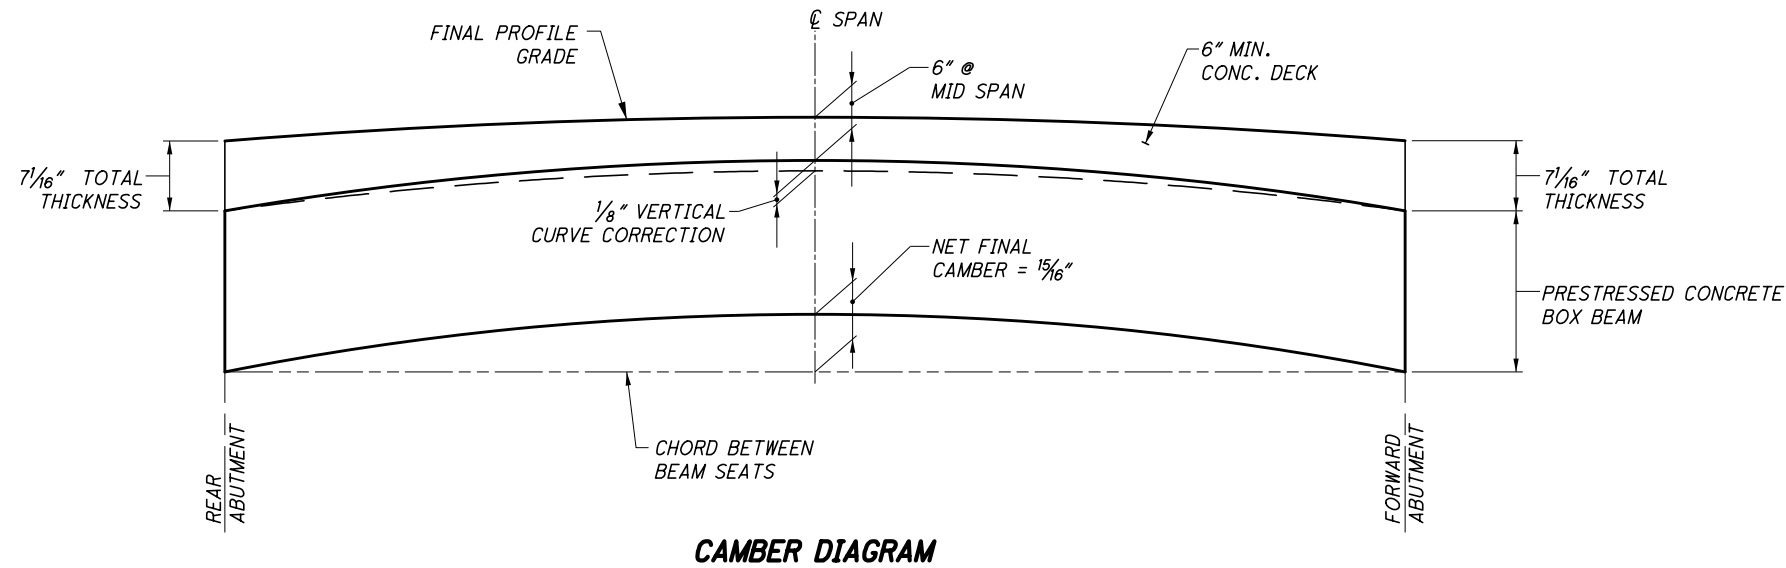 ℄ SPAN
FINAL PROFILE
GRADE
6" @
MID SPAN
6" MIN.
CONC. DECK
7 1/16" TOTAL
THICKNESS
1/8" VERTICAL
CURVE CORRECTION
7 1/16" TOTAL
THICKNESS
NET FINAL
CAMBER = 15/16"
PRESTRESSED CONCRETE
BOX BEAM
CHORD BETWEEN
BEAM SEATS
REAR
ABUTMENT
FORWARD
ABUTMENT
CAMBER DIAGRAM